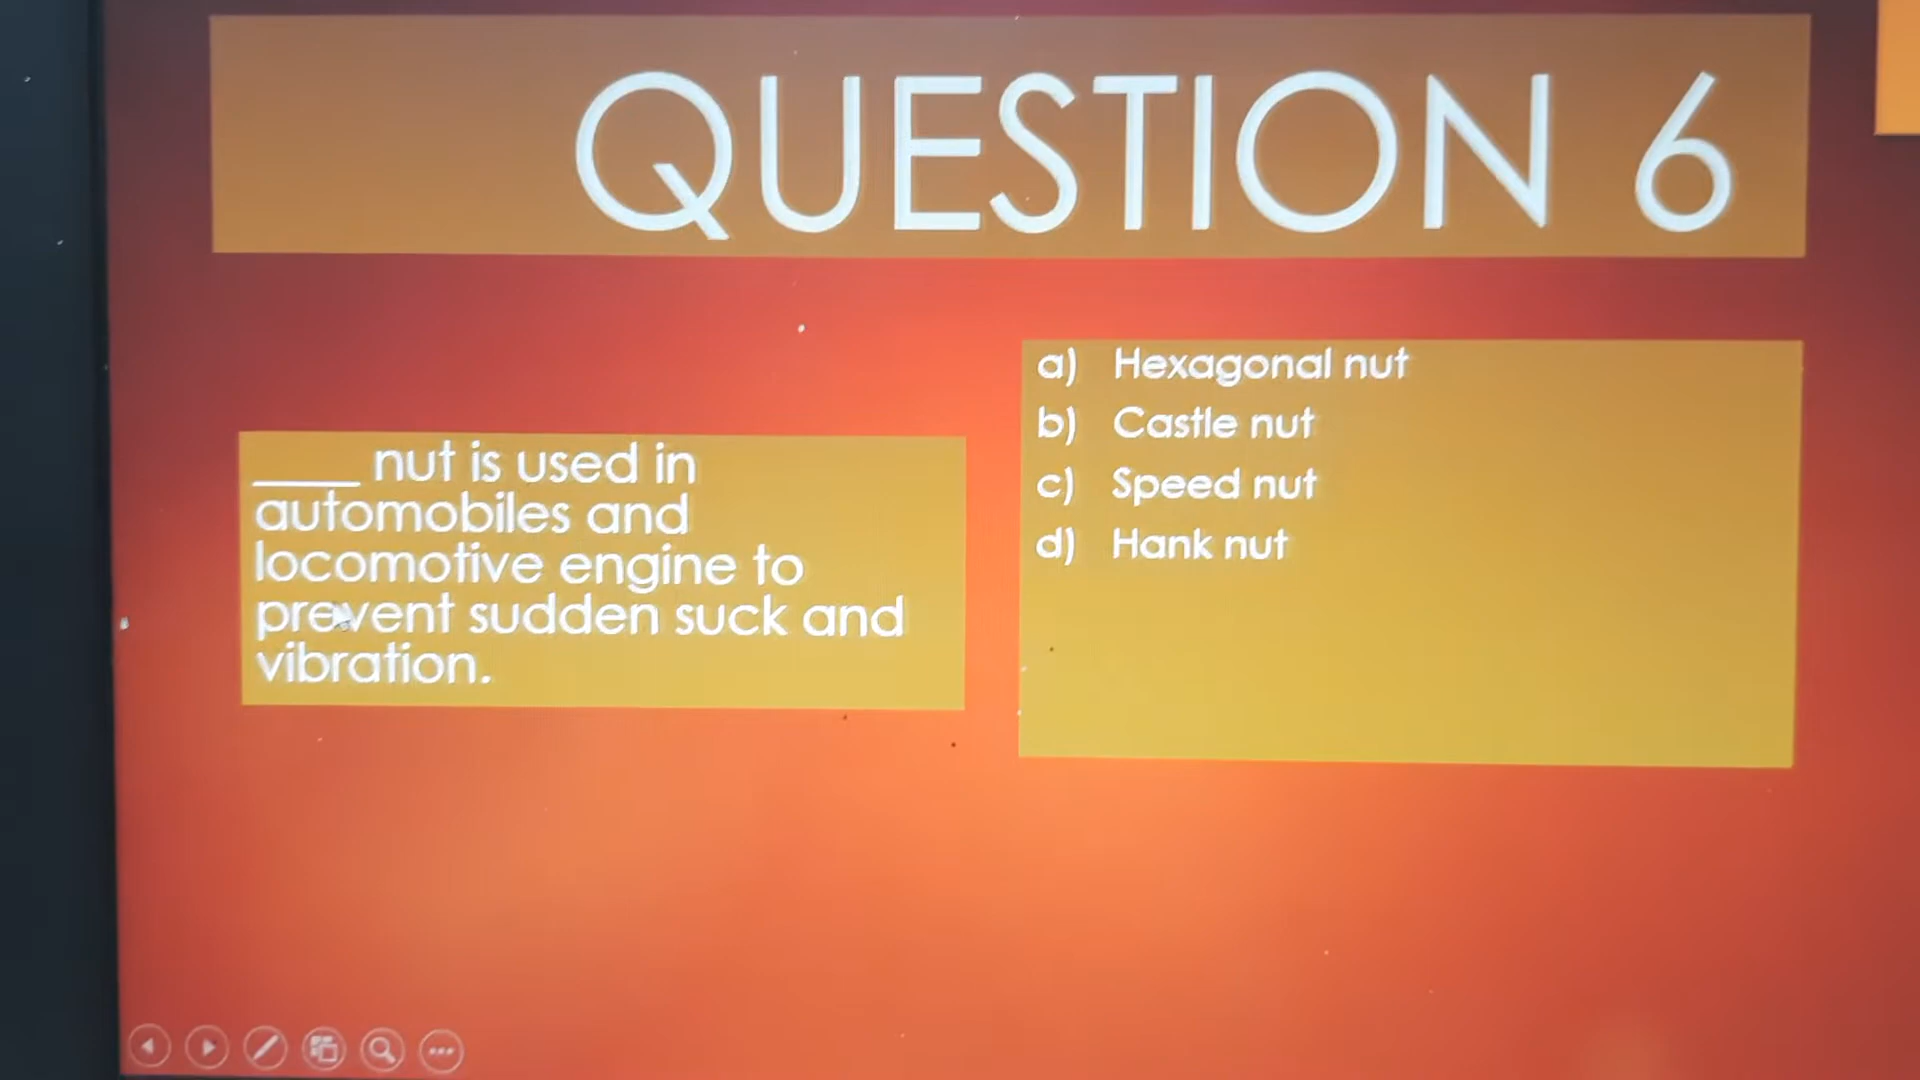 QUESTION 6
____ nut is used in
automobiles and
locomotive engine to
prevent sudden suck and
vibration.
a) Hexagonal nut
b) Castle nut
c) Speed nut
d) Hank nut